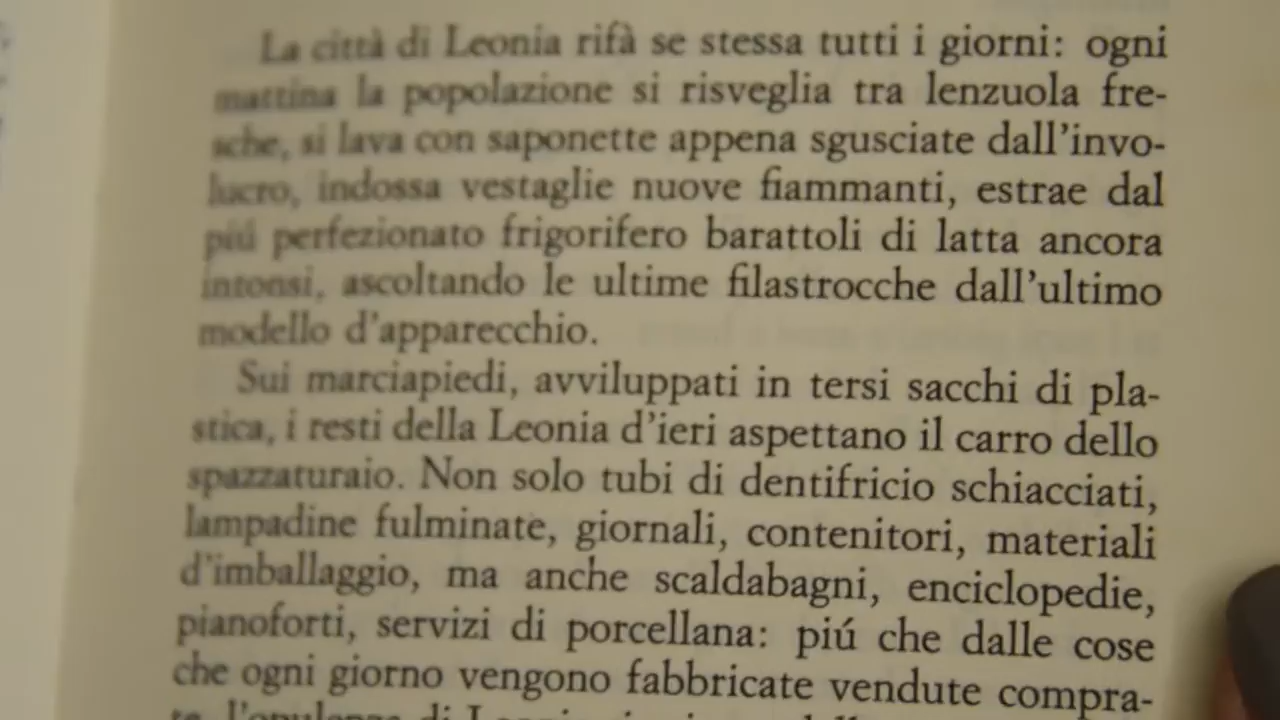 La città di Leonia rifà se stessa tutti i giorni: ogni
mattina la popolazione si risveglia tra lenzuola fre-
sche, si lava con saponette appena sgusciate dall'invo-
lucro, indossa vestaglie nuove fiammanti, estrae dal
piú perfezionato frigorifero barattoli di latta ancora
intonsi, ascoltando le ultime filastrocche dall'ultimo
modello d'apparecchio.
Sui marciapiedi, avviluppati in tersi sacchi di pla-
stica, i resti della Leonia d'ieri aspettano il carro dello
spazzaturaio. Non solo tubi di dentifricio schiacciati,
lampadine fulminate, giornali, contenitori, materiali
d'imballaggio, ma anche scaldabagni, enciclopedie,
pianoforti, servizi di porcellana: piú che dalle cose
che ogni giorno vengono fabbricate vendute compra-
te l'opulenza di